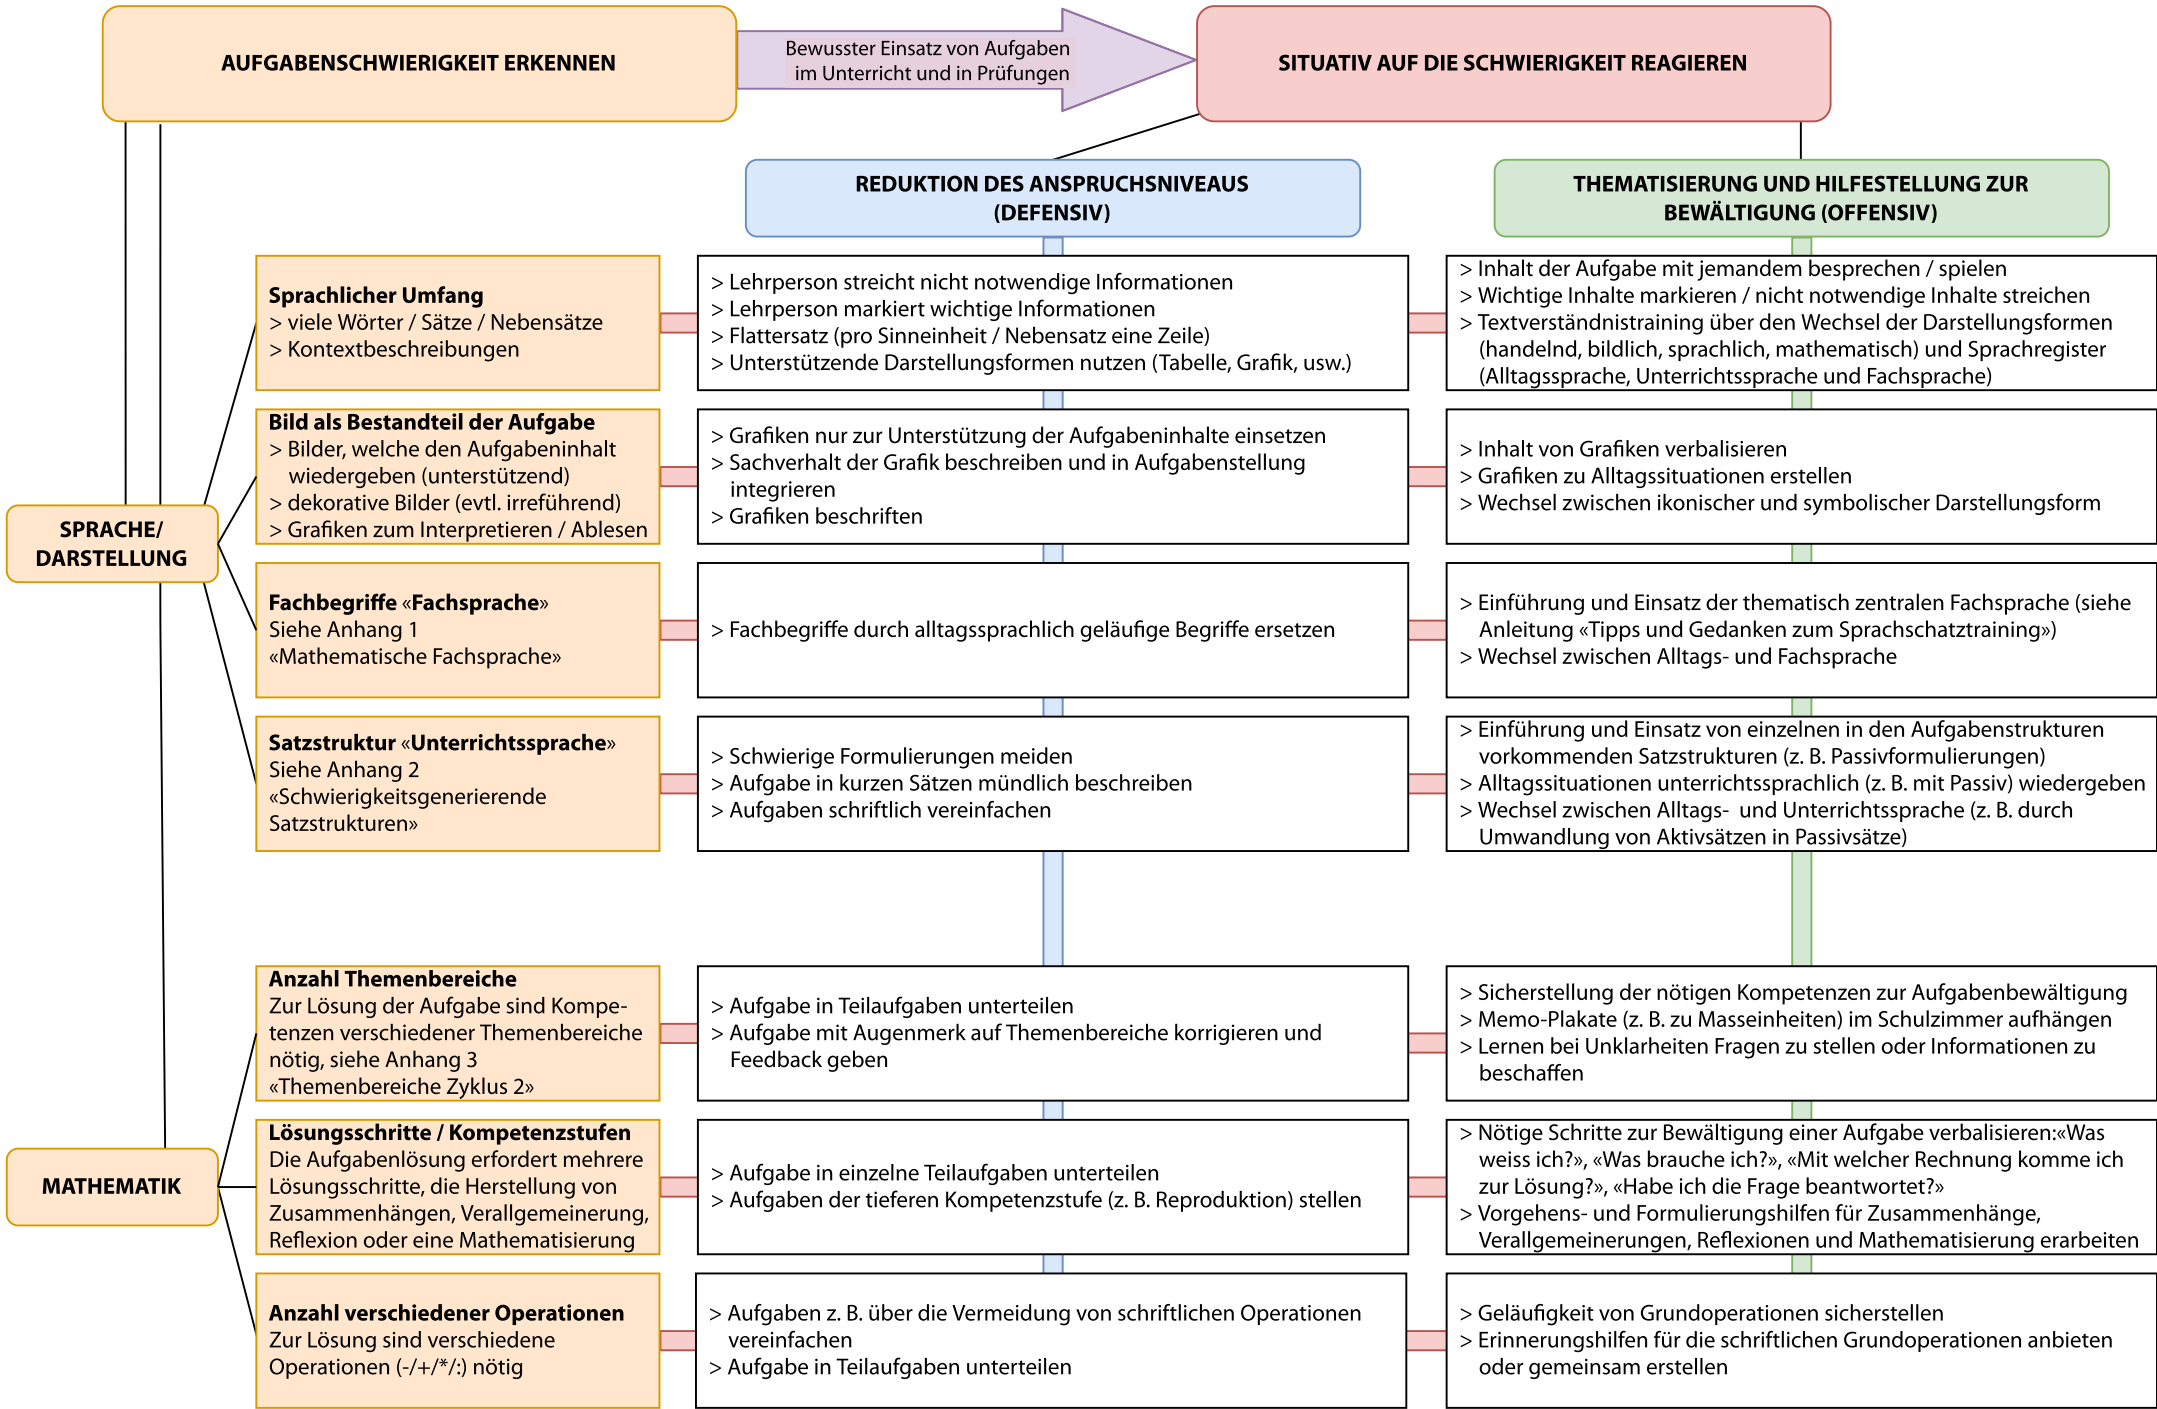 AUFGABENSCHWIERIGKEIT ERKENNEN
Bewusster Einsatz von Aufgaben
im Unterricht und in Prüfungen
SITUATIV AUF DIE SCHWIERIGKEIT REAGIEREN
REDUKTION DES ANSPRUCHSNIVEAUS
(DEFENSIV)
THEMATISIERUNG UND HILFESTELLUNG ZUR
BEWÄLTIGUNG (OFFENSIV)
SPRACHE/
DARSTELLUNG
Sprachlicher Umfang
> viele Wörter / Sätze / Nebensätze
> Kontextbeschreibungen
> Lehrperson streicht nicht notwendige Informationen
> Lehrperson markiert wichtige Informationen
> Flattersatz (pro Sinneinheit / Nebensatz eine Zeile)
> Unterstützende Darstellungsformen nutzen (Tabelle, Grafik, usw.)
> Inhalt der Aufgabe mit jemandem besprechen / spielen
> Wichtige Inhalte markieren / nicht notwendige Inhalte streichen
> Textverständnistraining über den Wechsel der Darstellungsformen
(handelnd, bildlich, sprachlich, mathematisch) und Sprachregister
(Alltagssprache, Unterrichtssprache und Fachsprache)
Bild als Bestandteil der Aufgabe
> Bilder, welche den Aufgabeninhalt
wiedergeben (unterstützend)
> dekorative Bilder (evtl. irreführend)
> Grafiken zum Interpretieren / Ablesen
> Grafiken nur zur Unterstützung der Aufgabeninhalte einsetzen
> Sachverhalt der Grafik beschreiben und in Aufgabenstellung
integrieren
> Grafiken beschriften
> Inhalt von Grafiken verbalisieren
> Grafiken zu Alltagssituationen erstellen
> Wechsel zwischen ikonischer und symbolischer Darstellungsform
Fachbegriffe «Fachsprache»
Siehe Anhang 1
«Mathematische Fachsprache»
> Fachbegriffe durch alltagssprachlich geläufige Begriffe ersetzen
> Einführung und Einsatz der thematisch zentralen Fachsprache (siehe
Anleitung «Tipps und Gedanken zum Sprachschatztraining»)
> Wechsel zwischen Alltags- und Fachsprache
Satzstruktur «Unterrichtssprache»
Siehe Anhang 2
«Schwierigkeitsgenerierende
Satzstrukturen»
> Schwierige Formulierungen meiden
> Aufgabe in kurzen Sätzen mündlich beschreiben
> Aufgaben schriftlich vereinfachen
> Einführung und Einsatz von einzelnen in den Aufgabenstrukturen
vorkommenden Satzstrukturen (z. B. Passivformulierungen)
> Alltagssituationen unterrichtssprachlich (z. B. mit Passiv) wiedergeben
> Wechsel zwischen Alltags- und Unterrichtssprache (z. B. durch
Umwandlung von Aktivsätzen in Passivsätze)
MATHEMATIK
Anzahl Themenbereiche
Zur Lösung der Aufgabe sind Kompe-
tenzen verschiedener Themenbereiche
nötig, siehe Anhang 3
«Themenbereiche Zyklus 2»
> Aufgabe in Teilaufgaben unterteilen
> Aufgabe mit Augenmerk auf Themenbereiche korrigieren und
Feedback geben
> Sicherstellung der nötigen Kompetenzen zur Aufgabenbewältigung
> Memo-Plakate (z. B. zu Masseinheiten) im Schulzimmer aufhängen
> Lernen bei Unklarheiten Fragen zu stellen oder Informationen zu
beschaffen
Lösungsschritte / Kompetenzstufen
Die Aufgabenlösung erfordert mehrere
Lösungsschritte, die Herstellung von
Zusammenhängen, Verallgemeinerung,
Reflexion oder eine Mathematisierung
> Aufgabe in einzelne Teilaufgaben unterteilen
> Aufgaben der tieferen Kompetenzstufe (z. B. Reproduktion) stellen
> Nötige Schritte zur Bewältigung einer Aufgabe verbalisieren:«Was
weiss ich?», «Was brauche ich?», «Mit welcher Rechnung komme ich
zur Lösung?», «Habe ich die Frage beantwortet?»
> Vorgehens- und Formulierungshilfen für Zusammenhänge,
Verallgemeinerungen, Reflexionen und Mathematisierung erarbeiten
Anzahl verschiedener Operationen
Zur Lösung sind verschiedene
Operationen (-/+/*/:) nötig
> Aufgaben z. B. über die Vermeidung von schriftlichen Operationen
vereinfachen
> Aufgabe in Teilaufgaben unterteilen
> Geläufigkeit von Grundoperationen sicherstellen
> Erinnerungshilfen für die schriftlichen Grundoperationen anbieten
oder gemeinsam erstellen